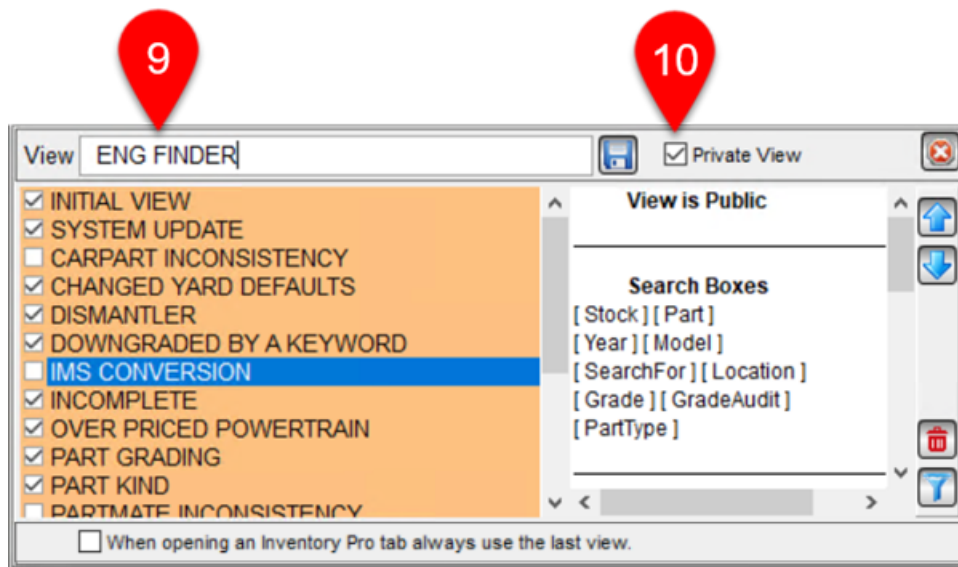 9
10
View ENG FINDER Private View
INITIAL VIEW
SYSTEM UPDATE
CARPART INCONSISTENCY
CHANGED YARD DEFAULTS
DISMANTLER
DOWNGRADED BY A KEYWORD
IMS CONVERSION
INCOMPLETE
OVER PRICED POWERTRAIN
PART GRADING
PART KIND
PARTMATE INCONSISTENCY
View is Public
Search Boxes
[ Stock ] [ Part ]
[ Year ] [ Model ]
[ SearchFor ] [ Location ]
[ Grade ] [ GradeAudit ]
[ PartType ]
When opening an Inventory Pro tab always use the last view.